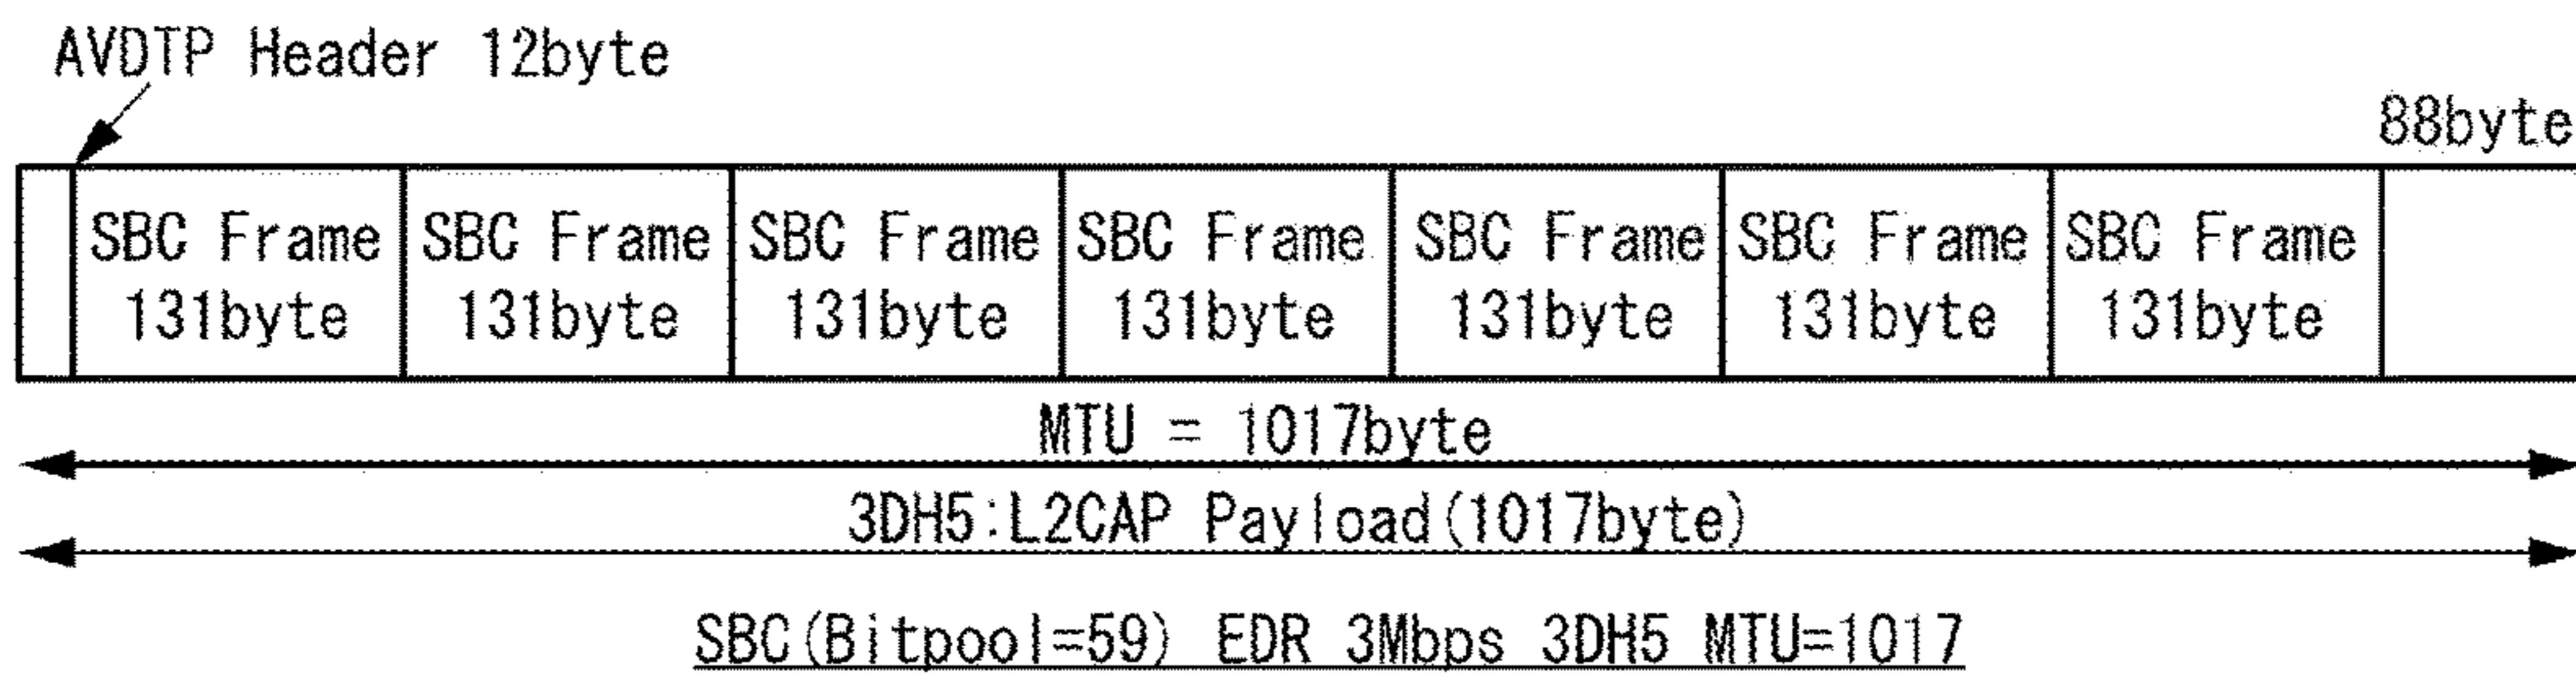 AVDTP Header 12byte
88byte
SBC Frame SBC Frame SBC Frame SBC Frame SBC Frame SBC Frame SBC Frame
131byte 131byte 131byte 131byte 131byte 131byte 131byte
MTU = 1017byte
3DH5:L2CAP Payload(1017byte)
SBC(Bitpool=59) EDR 3Mbps 3DH5 MTU=1017